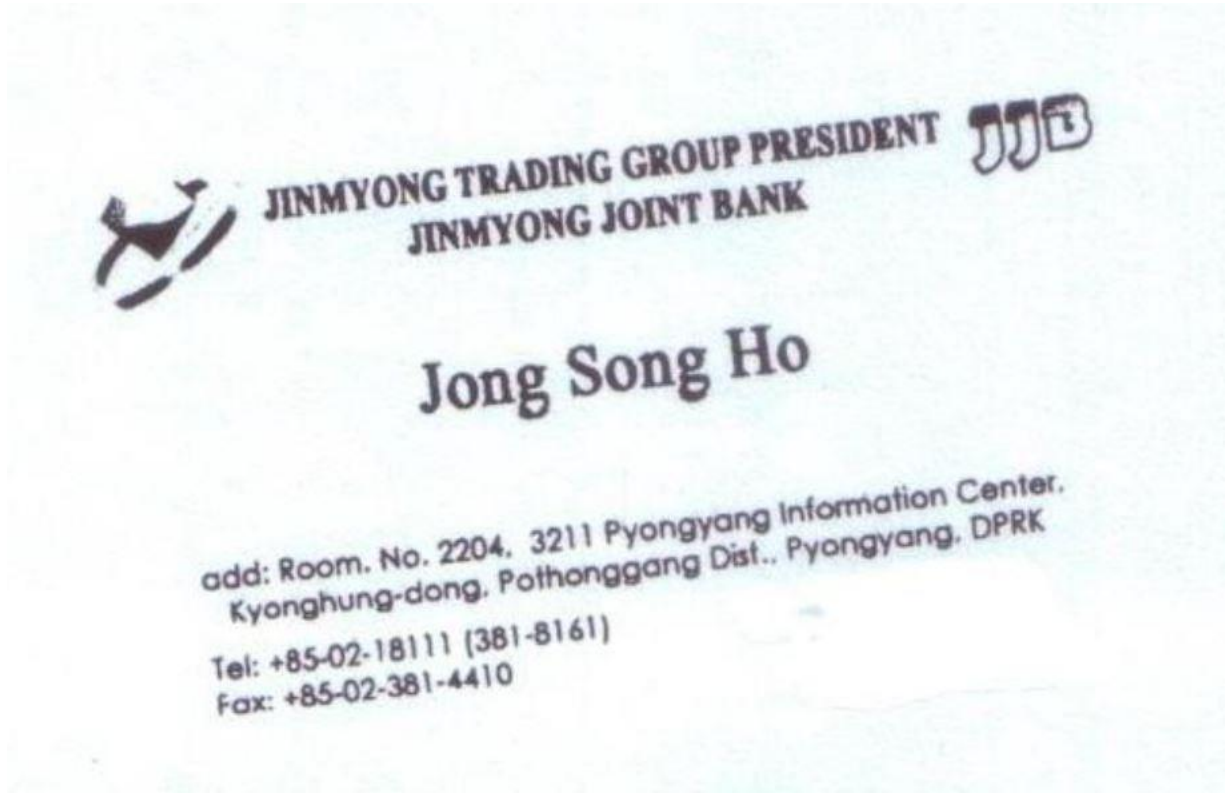 JINMYONG TRADING GROUP PRESIDENT JJB
JINMYONG JOINT BANK
Jong Song Ho
add: Room. No. 2204, 3211 Pyongyang Information Center,
Kyonghung-dong, Pothonggang Dist., Pyongyang, DPRK
Tel: +85-02-18111 (381-8161)
Fax: +85-02-381-4410